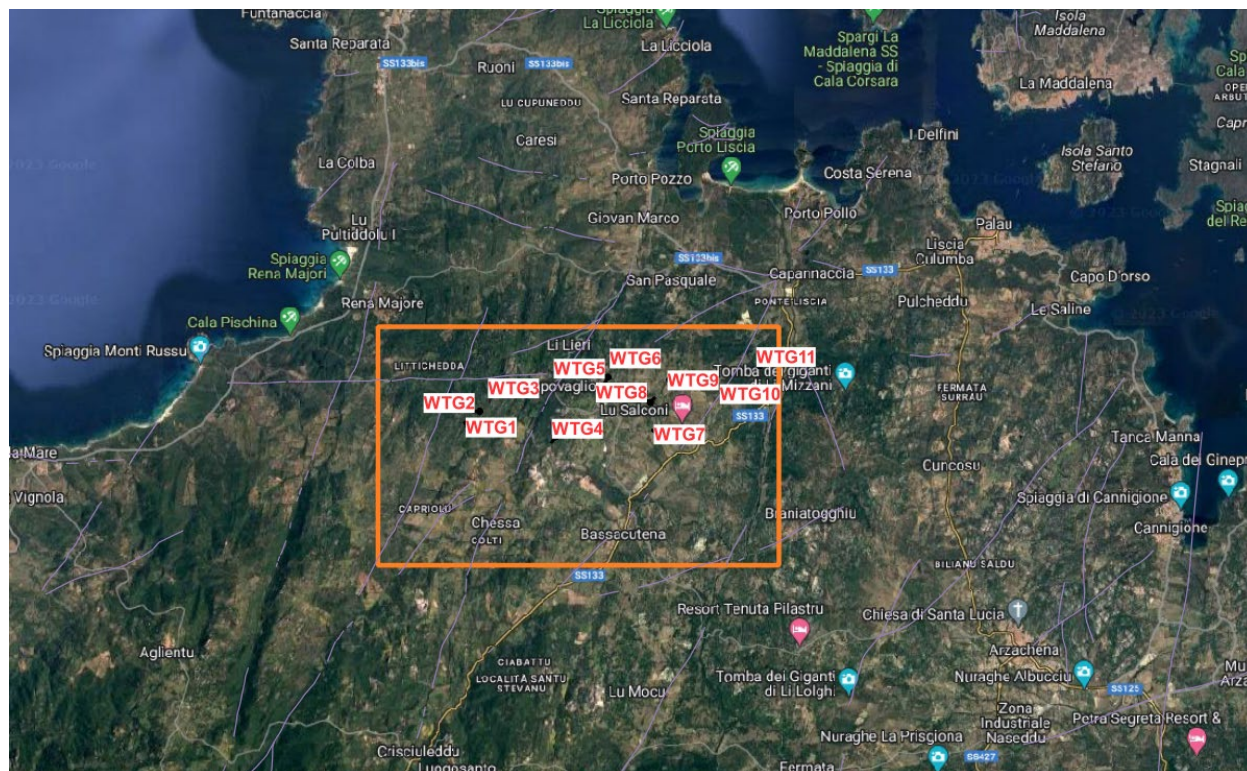 Funtanaccia
Spiaggia
La Licciola
Isola
Maddalena
Santa Reparata
SS133bis
Ruoni
SS133bis
La Licciola
Spargi La
Maddalena SS
- Spiaggia di
Cala Corsara
La Maddalena
LU CUPUNEDDU
Santa Reparata
Caresi
Spiaggia
Porto Liscia
I Delfini
Isola Santo
Stefano
Stagnali
La Colba
Porto Pozzo
Costa Serena
Lu
Pultiddolu I
Giovan Marco
Porto Pollo
Palau
Liscia
Culumba
Spiaggia
Rena Majori
SS133bis
San Pasquale
Capannaccia
SS133
Capo D'orso
Rena Majore
PONTE LISCIA
Pulcheddu
Le Saline
Cala Pischina
Spiaggia Monti Russu
Li Lieri
LITTICHEDDA
WTG5
WTG6
WTG11
Tomba dei giganti
Mizzani
WTG3
WTG8
WTG9
WTG10
FERMATA
SURRAU
WTG2
Lu Salconi
SS133
WTG1
WTG4
WTG7
Tanca Manna
Vignola
Cuncosu
Spiaggia di Cannigione
Cannigione
CAPRIOLU
Chessa
COLTI
Bassacutena
Braniatogghiu
SS133
BILIANU SALDU
Resort Tenuta Pilastru
Chiesa di Santa Lucia
Aglientu
Arzachena
CIABATTU
LOCALITÀ SANTU
STEVANU
Lu Mocu
Tomba dei Giganti
di Li Lolghi
Nuraghe Albucciu
SS125
Zona
Industriale
Naseddu
Petra Segreta Resort &
Nuraghe La Prisciona
Crisciuleddu
Luogosanto
Fermata
SS427